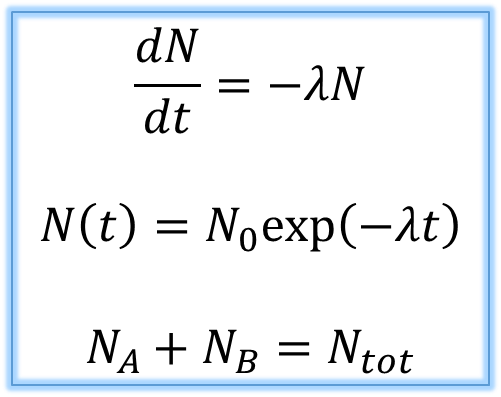 dN/dt = −λN
N(t) = N₀exp(−λt)
N_A + N_B = N_tot